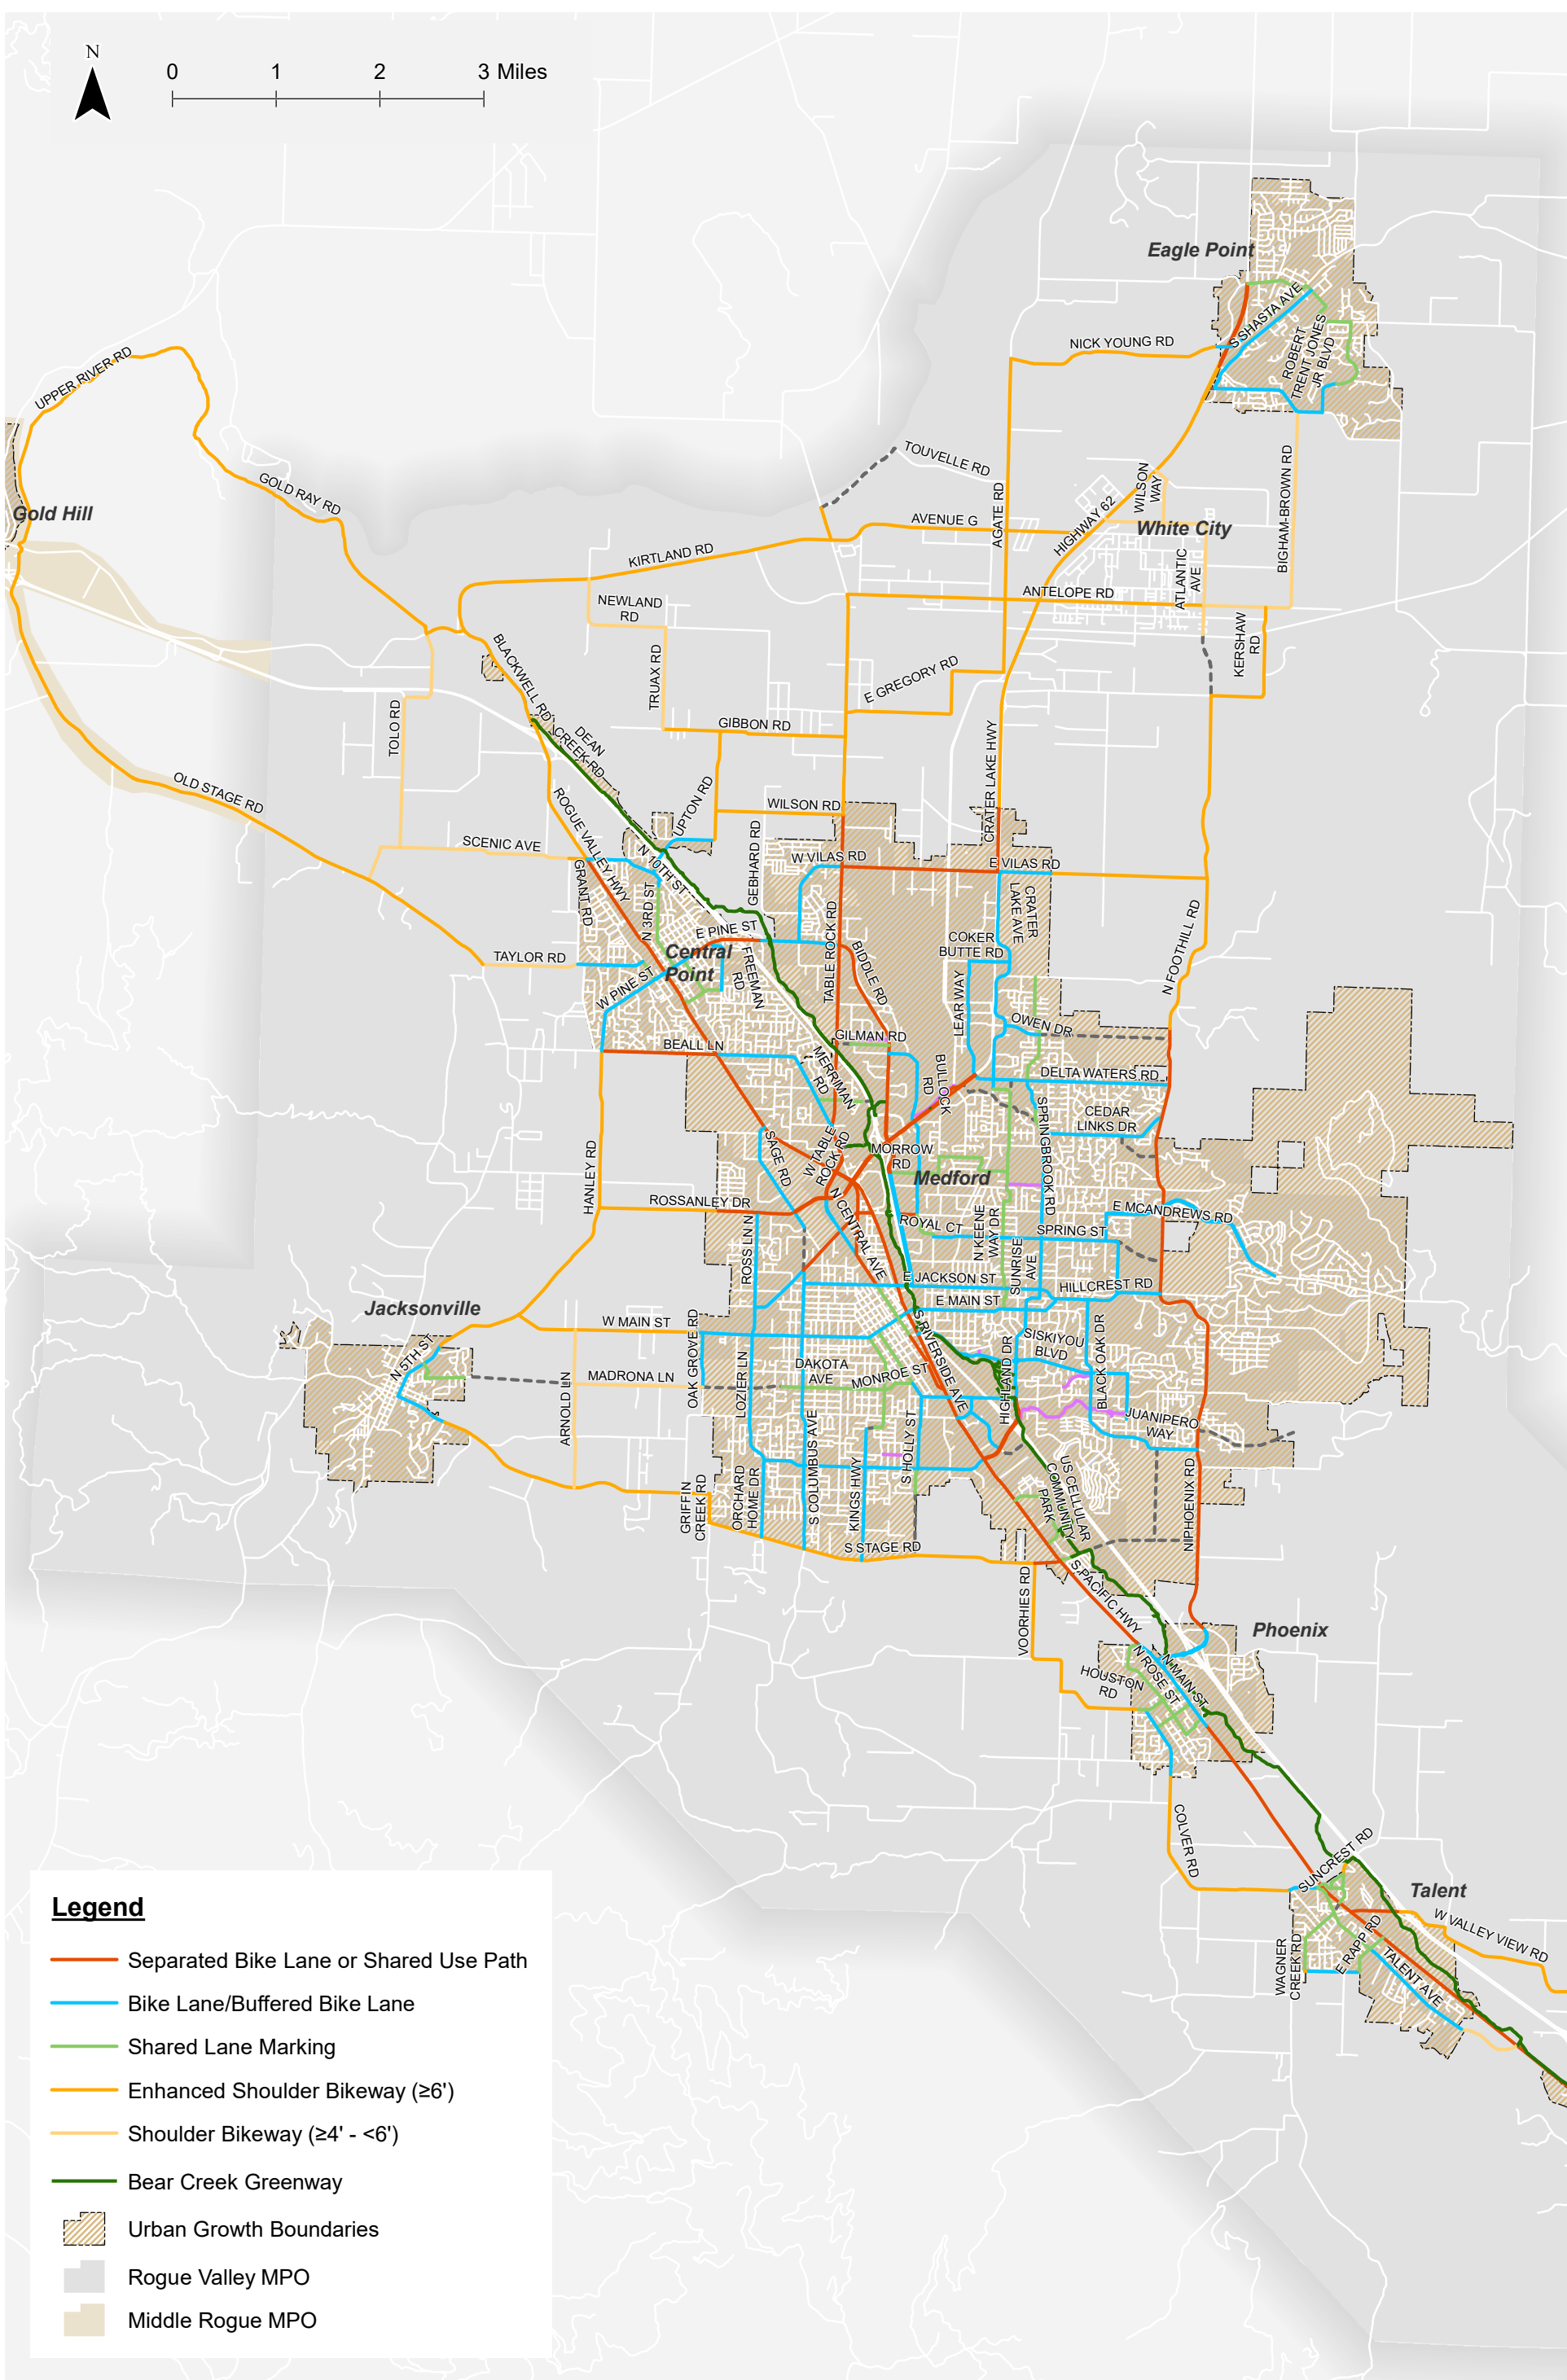 N
0 1 2 3 Miles
Eagle Point
S SHASTA AVE
NICK YOUNG RD
ROBERT
TRENT JONES
JR BLVD
UPPER RIVER RD
TOUVELLE RD
GOLD RAY RD
Gold Hill
WILSON
WAY
BIGHAM-BROWN RD
AGATE RD
AVENUE G
HIGHWAY 62
White City
KIRTLAND RD
ATLANTIC
AVE
ANTELOPE RD
NEWLAND
RD
KERSHAW
RD
BLACKWELL RD
TRUAX RD
E GREGORY RD
TOLO RD
GIBBON RD
DEAN
CREEK RD
CRATER LAKE HWY
OLD STAGE RD
UPTON RD
WILSON RD
ROGUE VALLEY HWY
SCENIC AVE
N 10TH ST
GEBHARD RD
W VILAS RD
E VILAS RD
GRANT RD
N 3RD ST
CRATER
LAKE AVE
TABLE ROCK RD
N FOOTHILL RD
E PINE ST
Central
Point
COKER
BUTTE RD
TAYLOR RD
FREEMAN
RD
BIDDLE RD
W PINE ST
LEAR WAY
OWEN DR
GILMAN RD
BEALL LN
MERRIMAN
RD
BULLOCK
RD
DELTA WATERS RD
SPRINGBROOK RD
CEDAR
LINKS DR
SAGE RD
W TABLE
ROCK RD
MORROW
RD
Medford
HANLEY RD
ROSSANLEY DR
N CENTRAL AVE
ROYAL CT
N KEENE
WAY DR
E MCANDREWS RD
SPRING ST
ROSS LN N
SUNRISE
AVE
E JACKSON ST
HILLCREST RD
Jacksonville
E MAIN ST
W MAIN ST
OAK GROVE RD
S RIVERSIDE AVE
SISKIYOU
BLVD
BLACK OAK DR
N 5TH ST
HIGHLAND DR
LOZIER LN
DAKOTA
AVE
MONROE ST
MADRONA LN
ARNOLD LN
JUANIPERO
WAY
S COLUMBUS AVE
S HOLLY ST
GRIFFIN
CREEK RD
ORCHARD
HOME DR
KINGS HWY
US CELLULAR
COMMUNITY
PARK
N PHOENIX RD
S STAGE RD
VOORHIES RD
S PACIFIC HWY
Phoenix
N MAIN ST
N ROSE ST
HOUSTON
RD
COLVER RD
SUNCREST RD
Talent
W VALLEY VIEW RD
WAGNER
CREEK RD
E RAPP RD
TALENT AVE
Legend
Separated Bike Lane or Shared Use Path
Bike Lane/Buffered Bike Lane
Shared Lane Marking
Enhanced Shoulder Bikeway (≥6')
Shoulder Bikeway (≥4' - <6')
Bear Creek Greenway
Urban Growth Boundaries
Rogue Valley MPO
Middle Rogue MPO